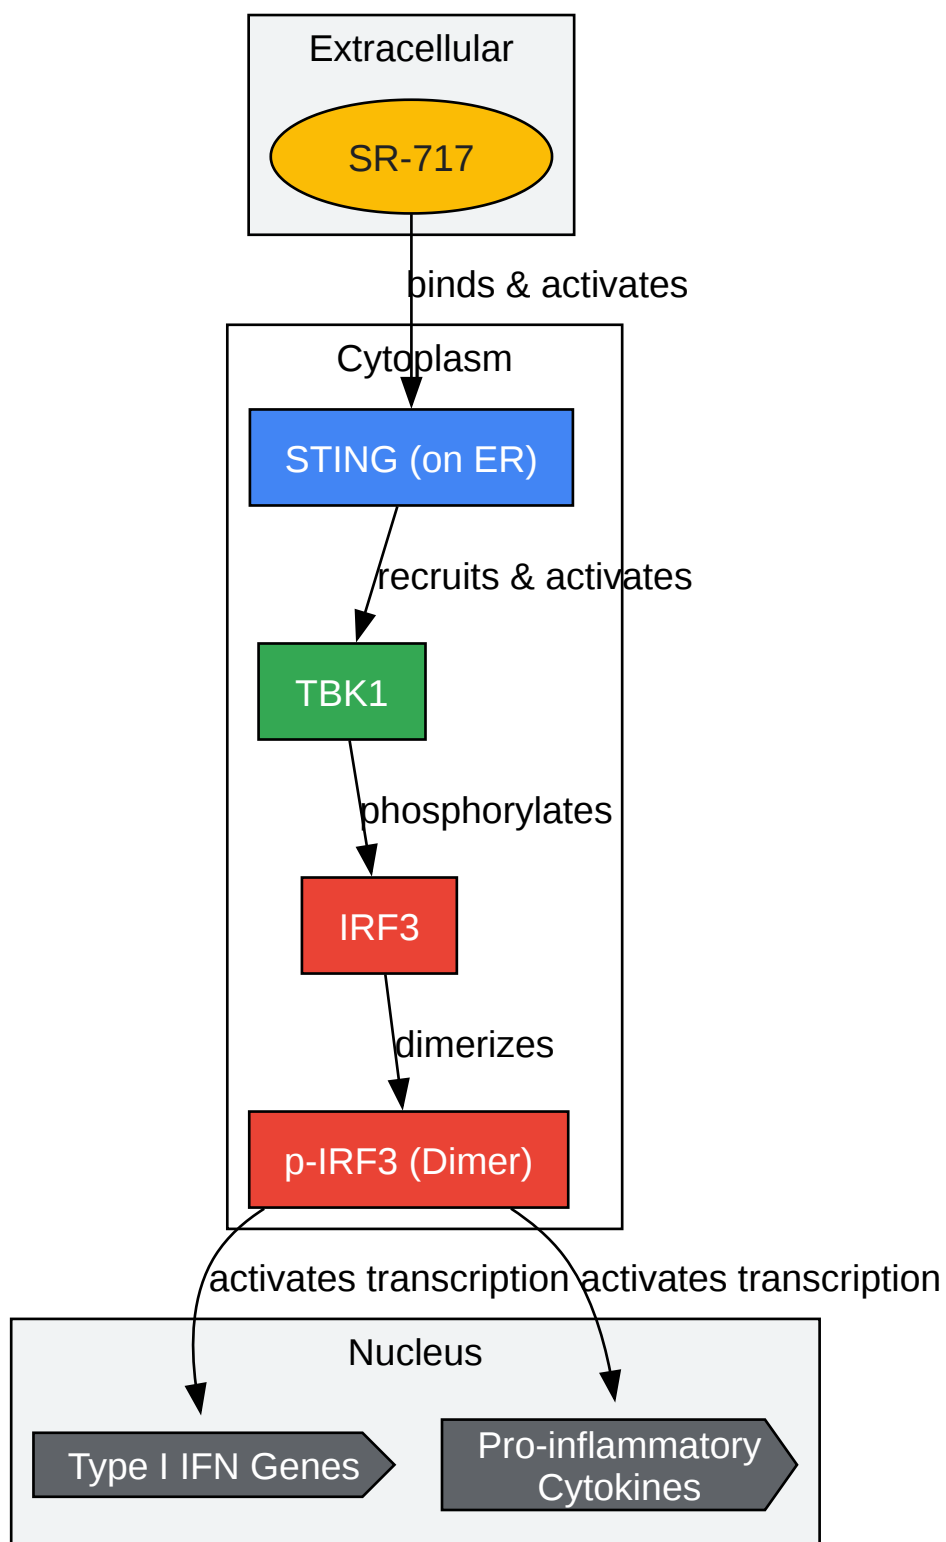 Extracellular
SR-717
binds & activates
Cytoplasm
STING (on ER)
recruits & activates
TBK1
phosphorylates
IRF3
dimerizes
p-IRF3 (Dimer)
activates transcription
activates transcription
Nucleus
Type I IFN Genes
Pro-inflammatory
Cytokines